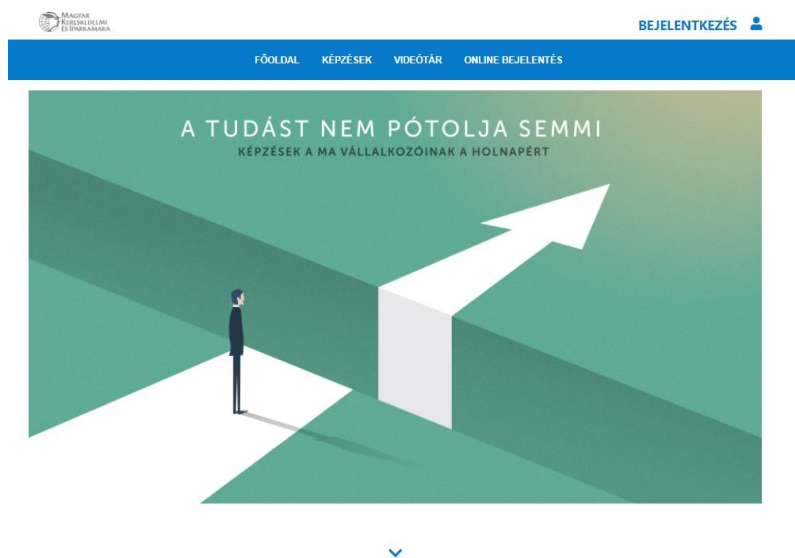 MAGYAR
KERESKEDELMI
ÉS IPARKAMARA
BEJELENTKEZÉS
FŐOLDAL KÉPZÉSEK VIDEÓTÁR ONLINE BEJELENTÉS
A TUDÁST NEM PÓTOLJA SEMMI
KÉPZÉSEK A MA VÁLLALKOZÓINAK A HOLNAPÉRT